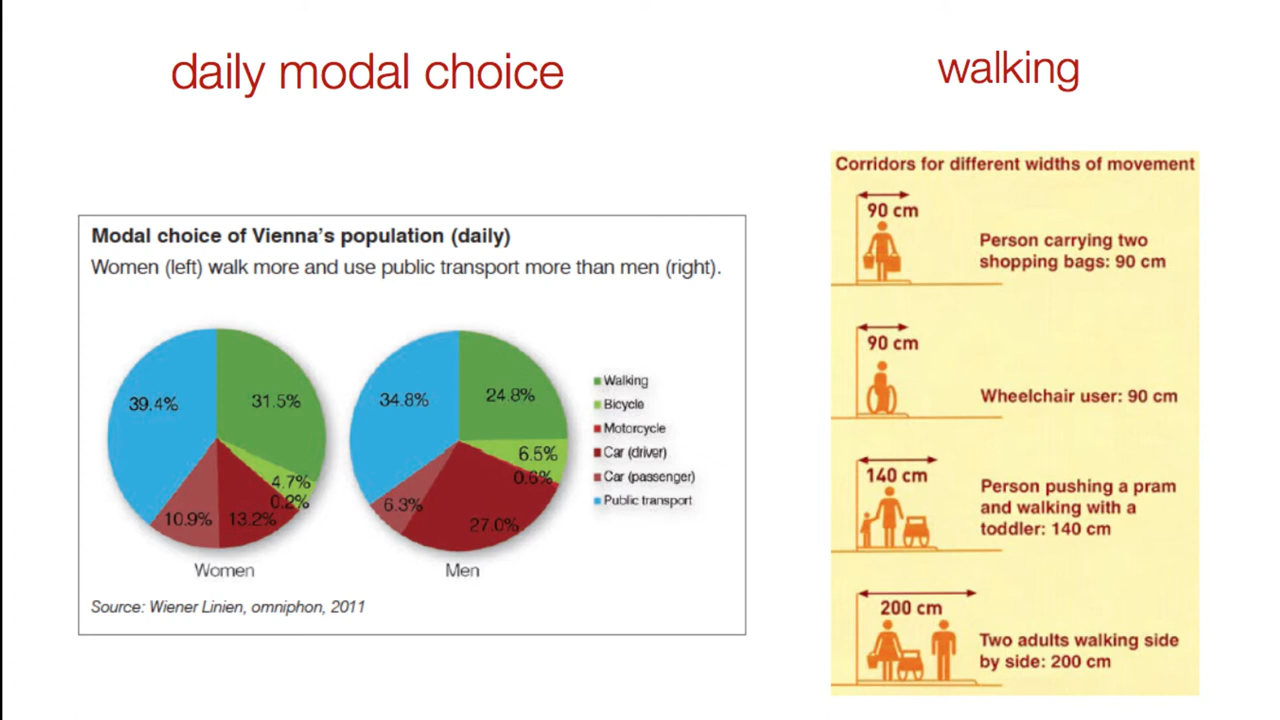 daily modal choice
Modal choice of Vienna's population (daily)
Women (left) walk more and use public transport more than men (right).
39.4%
31.5%
4.7%
0.2%
10.9%
13.2%
Women
34.8%
24.8%
6.5%
0.6%
6.3%
27.0%
Men
Walking
Bicycle
Motorcycle
Car (driver)
Car (passenger)
Public transport
Source: Wiener Linien, omniphon, 2011
walking
Corridors for different widths of movement
90 cm
Person carrying two
shopping bags: 90 cm
90 cm
Wheelchair user: 90 cm
140 cm
Person pushing a pram
and walking with a
toddler: 140 cm
200 cm
Two adults walking side
by side: 200 cm